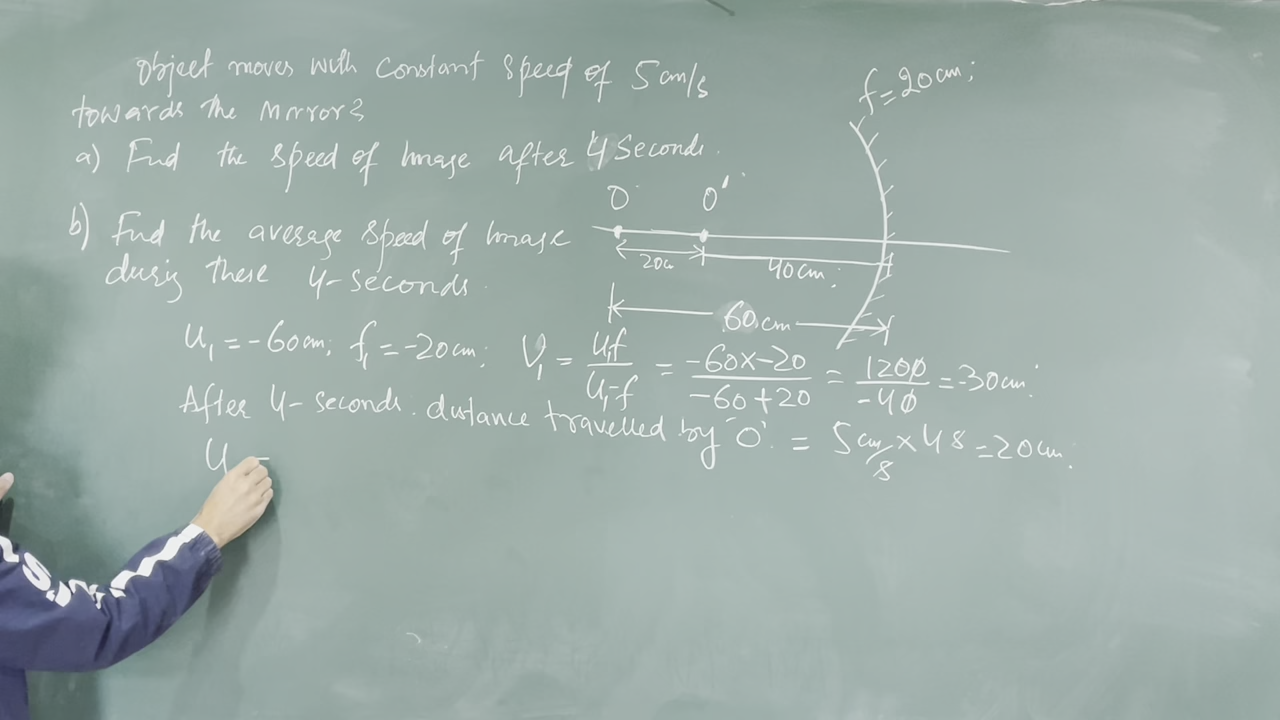 object moves with constant speed of 5cm/s
towards the mirror?
a) Find the speed of Image after 4 Seconds.
b) Find the average speed of Image
during these 4-seconds.
f=20cm;
O O'
20c 40cm;
60cm
u₁ = -60cm; f₁ = -20cm; V₁ = u₁f / u₁-f = -60x-20 / -60+20 = 1200 / -40 = -30cm
After 4-seconds. distance travelled by "O" = 5cm/s × 4s = 20cm.
u =